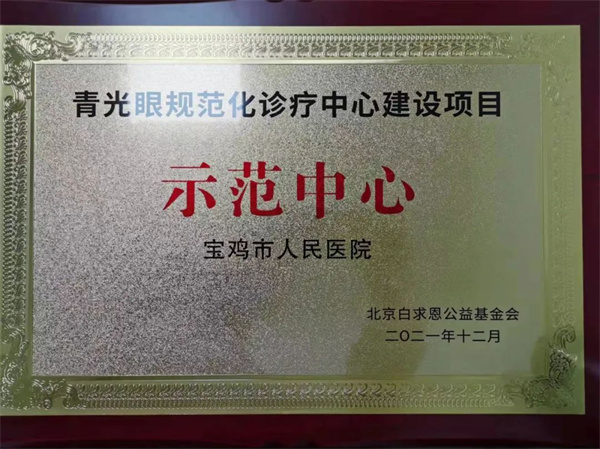 青光眼规范化诊疗中心建设项目
示范中心
宝鸡市人民医院
北京白求恩公益基金会
二〇二一年十二月